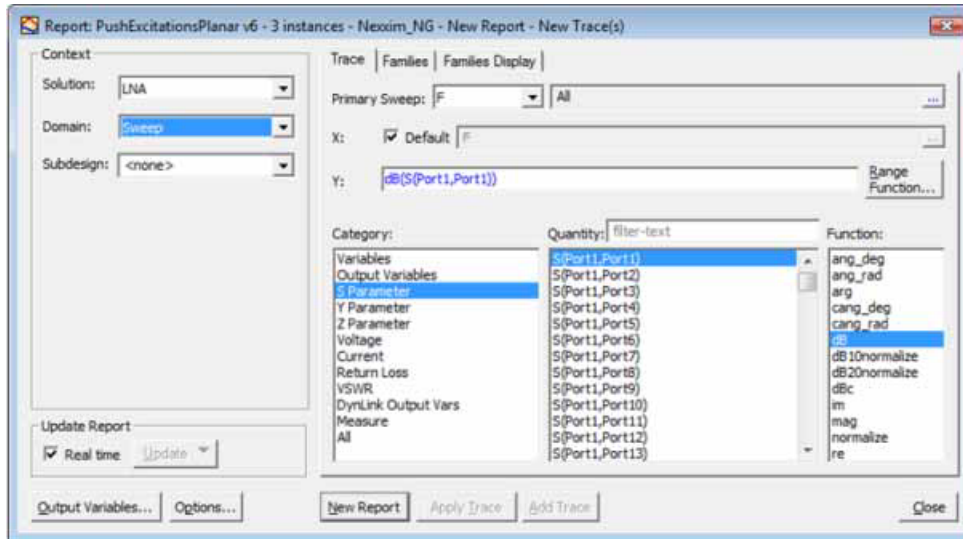 Report: PushExcitationsPlanar v6 - 3 instances - Nexxim_NG - New Report - New Trace(s)
Context
Solution: LNA
Domain: Sweep
Subdesign: <none>
Update Report
Real time Update
Output Variables... Options...
Trace Families Families Display
Primary Sweep: F All ...
X: Default F ...
Y: dB(S(Port1,Port1)) Range Function...
Category:
Variables
Output Variables
S Parameter
Y Parameter
Z Parameter
Voltage
Current
Return Loss
VSWR
DynLink Output Vars
Measure
All
Quantity: filter-text
S(Port1,Port1)
S(Port1,Port2)
S(Port1,Port3)
S(Port1,Port4)
S(Port1,Port5)
S(Port1,Port6)
S(Port1,Port7)
S(Port1,Port8)
S(Port1,Port9)
S(Port1,Port10)
S(Port1,Port11)
S(Port1,Port12)
S(Port1,Port13)
Function:
ang_deg
ang_rad
arg
cang_deg
cang_rad
dB
dB10normalize
dB20normalize
dBc
im
mag
normalize
re
New Report Apply Trace Add Trace Close